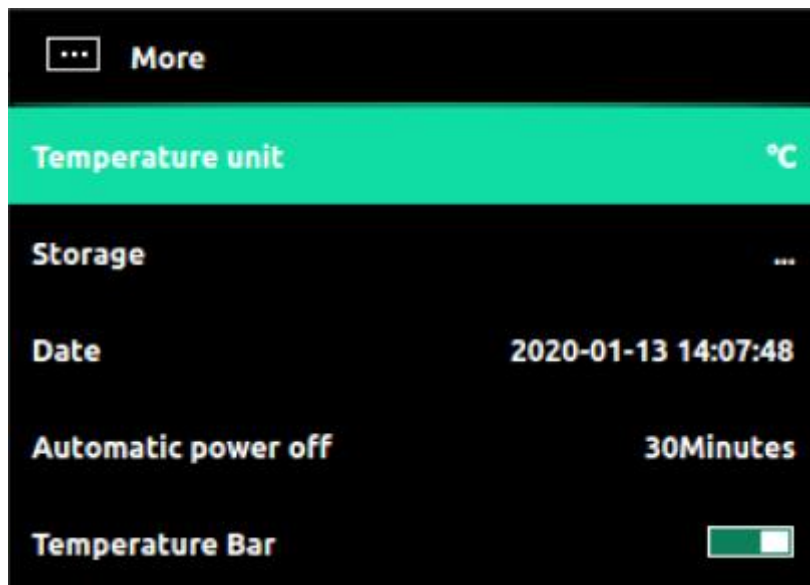 More
Temperature unit ℃
Storage ...
Date 2020-01-13 14:07:48
Automatic power off 30Minutes
Temperature Bar